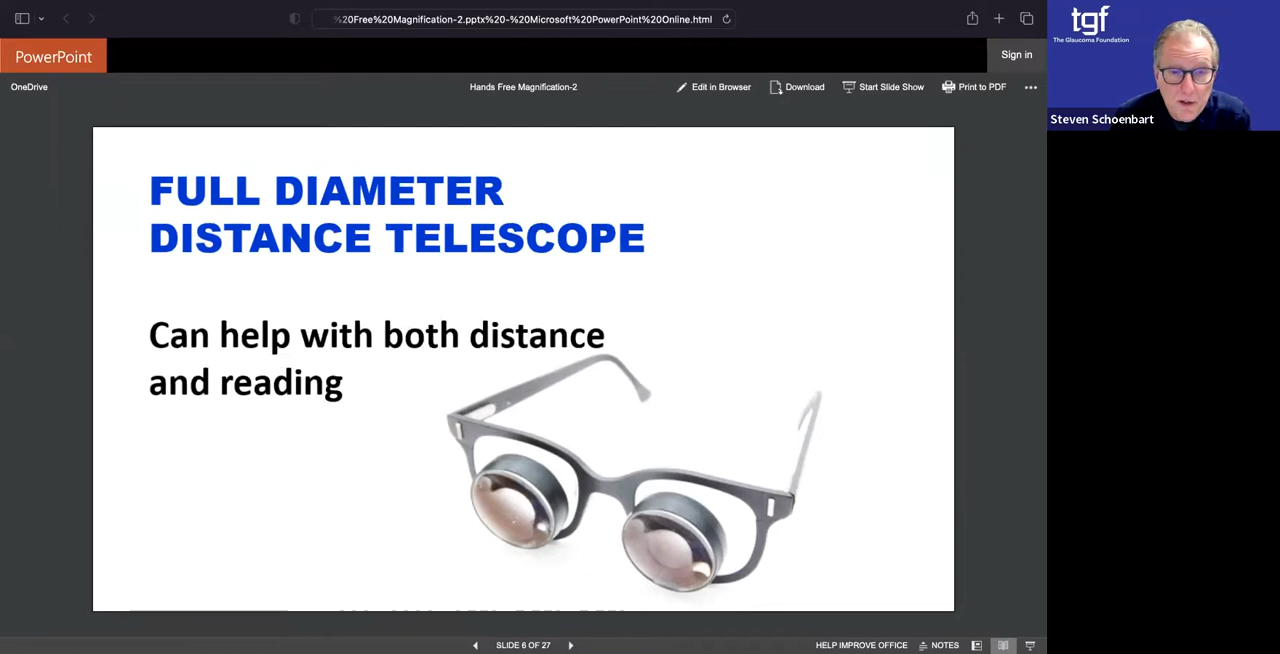 %20Free%20Magnification-2.pptx%20-%20Microsoft%20PowerPoint%20Online.html
tgf
The Glaucoma Foundation
PowerPoint
Sign in
OneDrive
Hands Free Magnification-2
Edit in Browser
Download
Start Slide Show
Print to PDF
Steven Schoenbart
FULL DIAMETER
DISTANCE TELESCOPE
Can help with both distance
and reading
SLIDE 6 OF 27
HELP IMPROVE OFFICE
NOTES